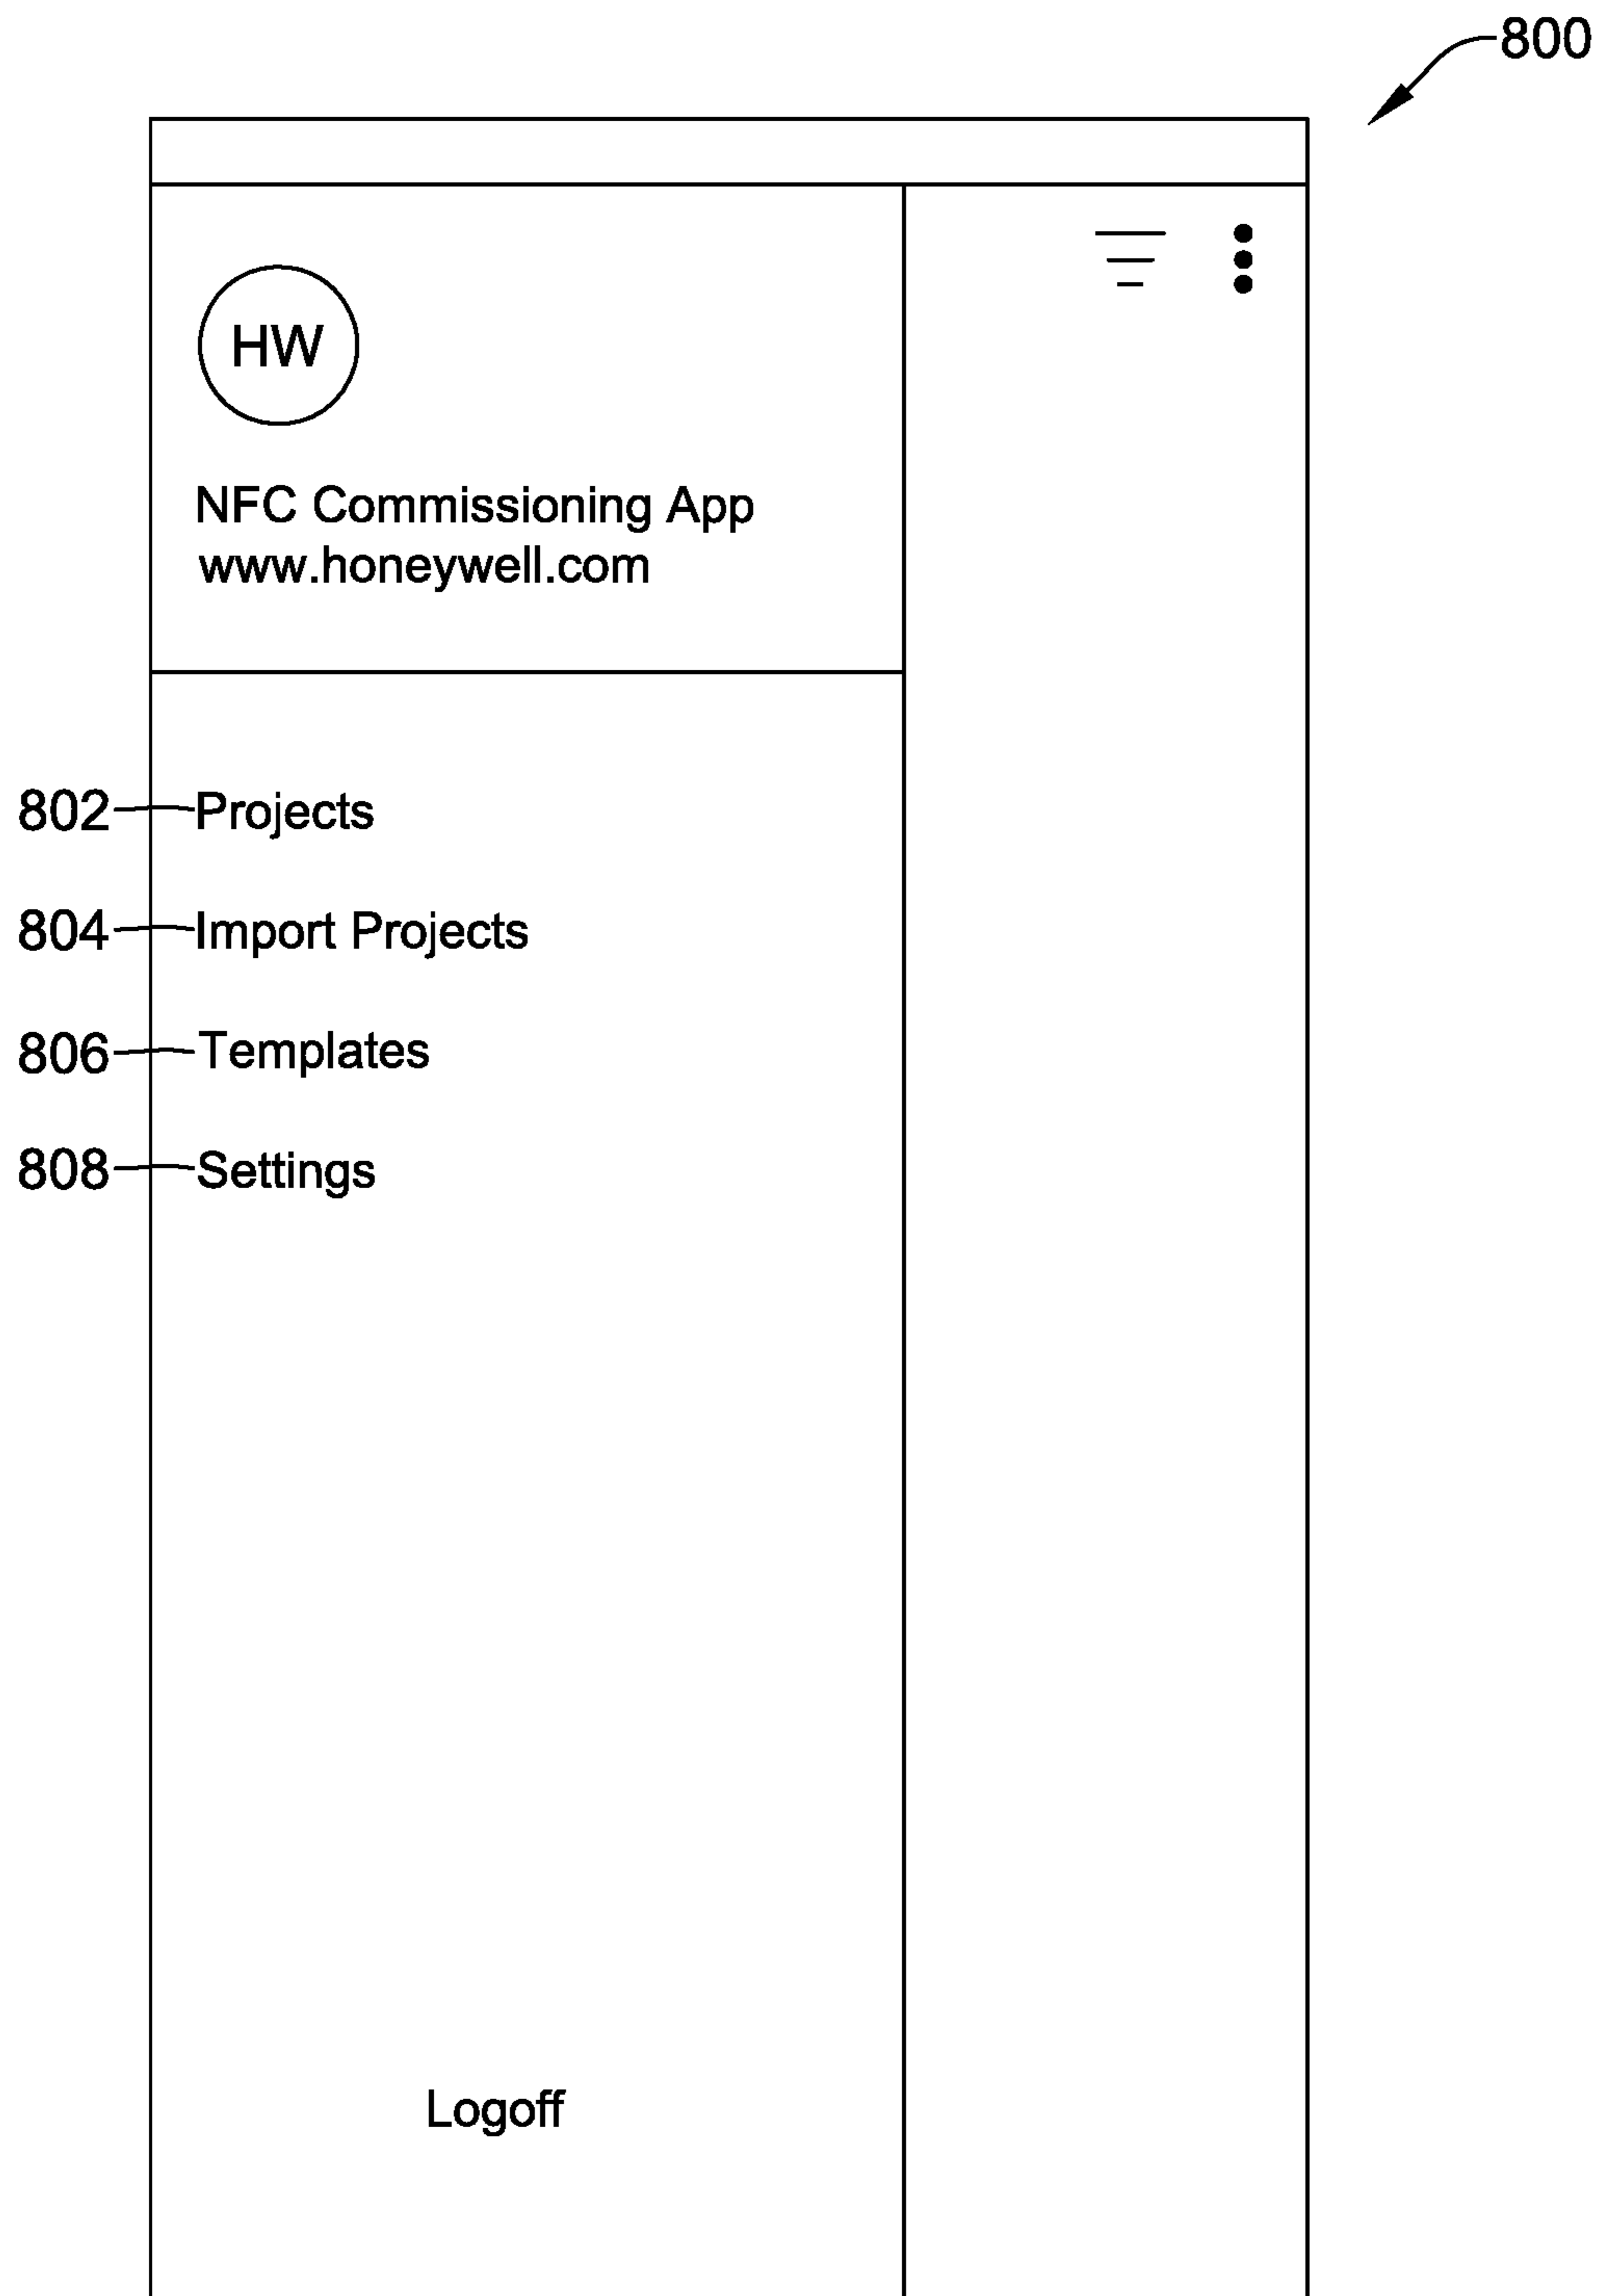 800
HW
NFC Commissioning App
www.honeywell.com
802 Projects
804 Import Projects
806 Templates
808 Settings
Logoff